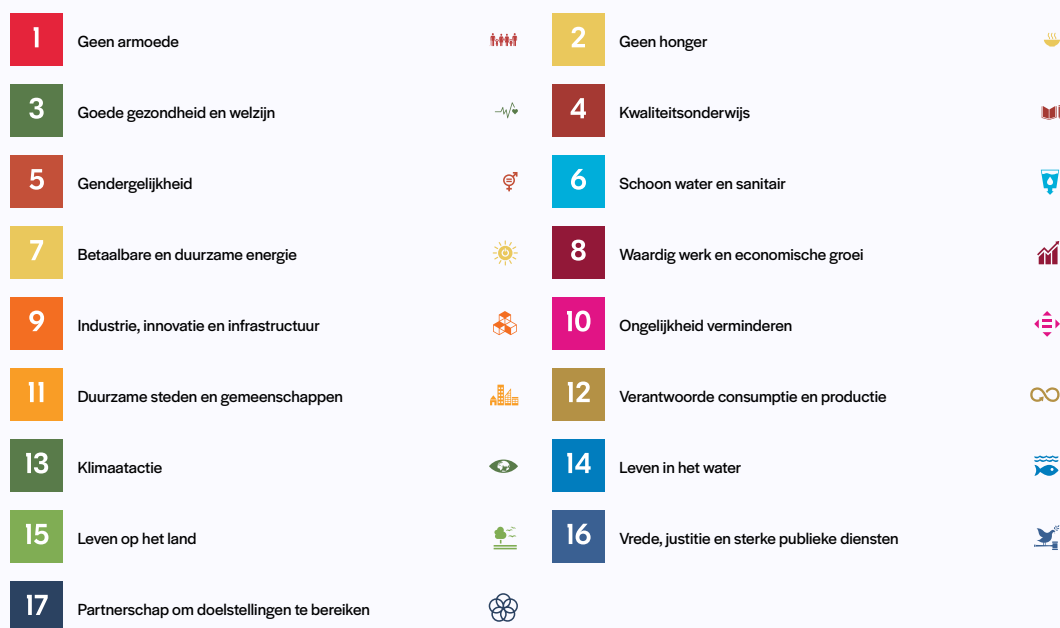 1 Geen armoede
2 Geen honger
3 Goede gezondheid en welzijn
4 Kwaliteitsonderwijs
5 Gendergelijkheid
6 Schoon water en sanitair
7 Betaalbare en duurzame energie
8 Waardig werk en economische groei
9 Industrie, innovatie en infrastructuur
10 Ongelijkheid verminderen
11 Duurzame steden en gemeenschappen
12 Verantwoorde consumptie en productie
13 Klimaatactie
14 Leven in het water
15 Leven op het land
16 Vrede, justitie en sterke publieke diensten
17 Partnerschap om doelstellingen te bereiken